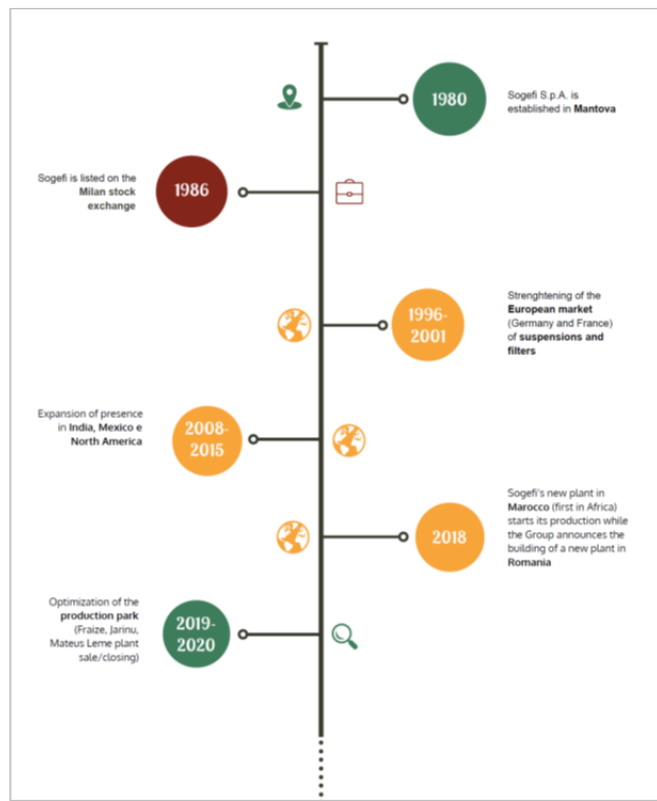 1980
Sogefi S.p.A. is
established in Mantova
Sogefi is listed on the
Milan stock
exchange
1986
1996-
2001
Strenghtening of the
European market
(Germany and France)
of suspensions and
filters
Expansion of presence
in India, Mexico e
North America
2008-
2015
2018
Sogefi's new plant in
Marocco (first in Africa)
starts its production while
the Group announces the
building of a new plant in
Romania
Optimization of the
production park
(Fraize, Jarinu,
Mateus Leme plant
sale/closing)
2019-
2020